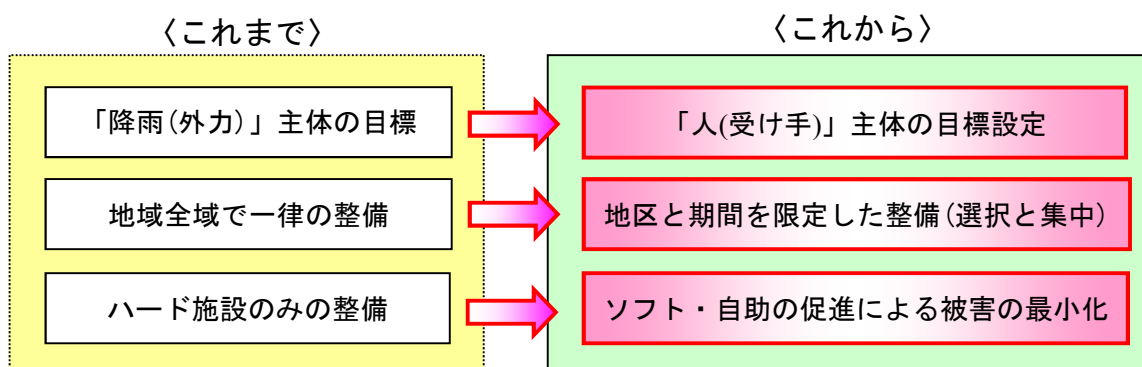 〈これまで〉
〈これから〉
「降雨(外力)」主体の目標
「人(受け手)」主体の目標設定
地域全域で一律の整備
地区と期間を限定した整備(選択と集中)
ハード施設のみの整備
ソフト・自助の促進による被害の最小化